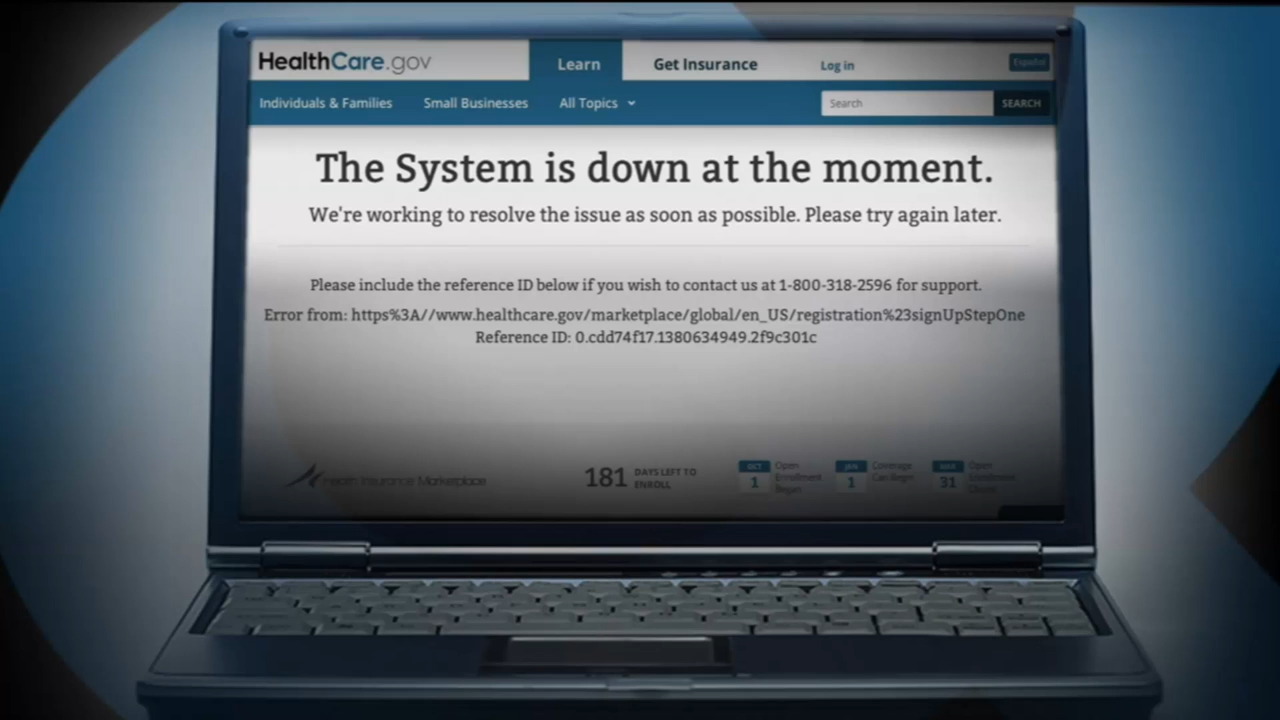 HealthCare.gov
Learn
Get Insurance
Log in
Español
Individuals & Families
Small Businesses
All Topics
Search
SEARCH
The System is down at the moment.
We're working to resolve the issue as soon as possible. Please try again later.
Please include the reference ID below if you wish to contact us at 1-800-318-2596 for support.
Error from: https%3A//www.healthcare.gov/marketplace/global/en_US/registration%23signUpStepOne
Reference ID: 0.cdd74f17.1380634949.2f9c301c
Health Insurance Marketplace
181
DAYS LEFT TO
ENROLL
OCT
1
Open
Enrollment
Began
JAN
1
Coverage
Can Begin
MAR
31
Open
Enrollment